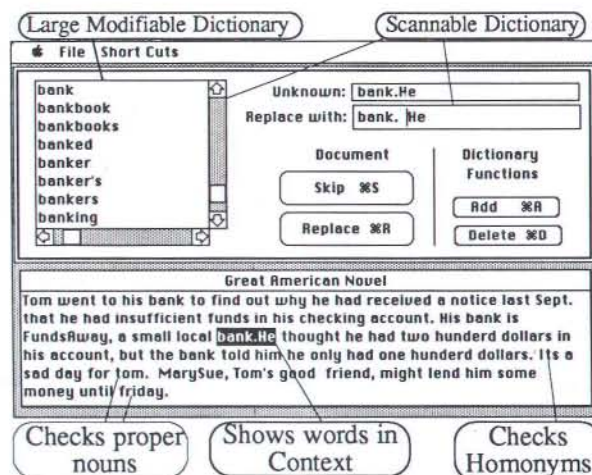 Large Modifiable Dictionary
Scannable Dictionary
File Short Cuts
bank
bankbook
bankbooks
banked
banker
banker's
bankers
banking
Unknown: bank.He
Replace with: bank. He
Document
Skip ⌘S
Replace ⌘R
Dictionary
Functions
Add ⌘A
Delete ⌘D
Great American Novel
Tom went to his bank to find out why he had received a notice last Sept.
that he had insufficient funds in his checking account. His bank is
FundsAway, a small local bank.He thought he had two hunderd dollars in
his account, but the bank told him he only had one hunderd dollars. Its a
sad day for tom. MarySue, Tom's good friend, might lend him some
money until friday.
Checks proper
nouns
Shows words in
Context
Checks
Homonyms